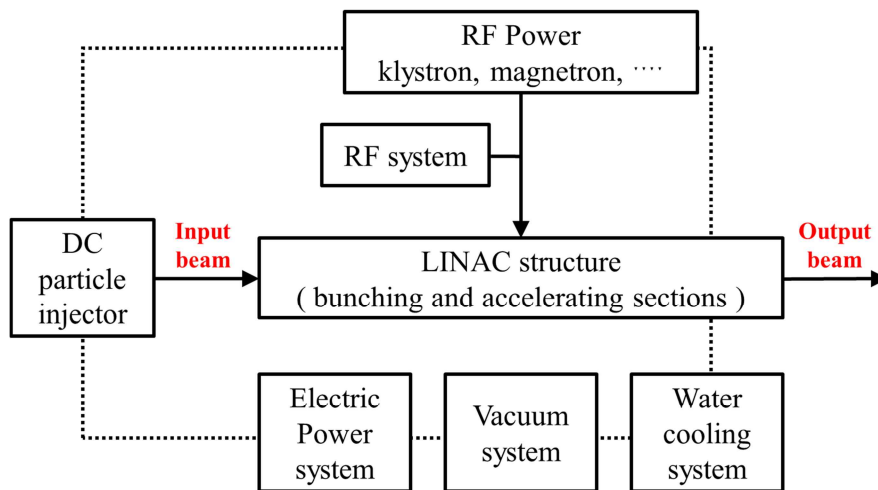 RF Power
klystron, magnetron, ····
RF system
DC
particle
injector
Input
beam
LINAC structure
( bunching and accelerating sections )
Output
beam
Electric
Power
system
Vacuum
system
Water
cooling
system